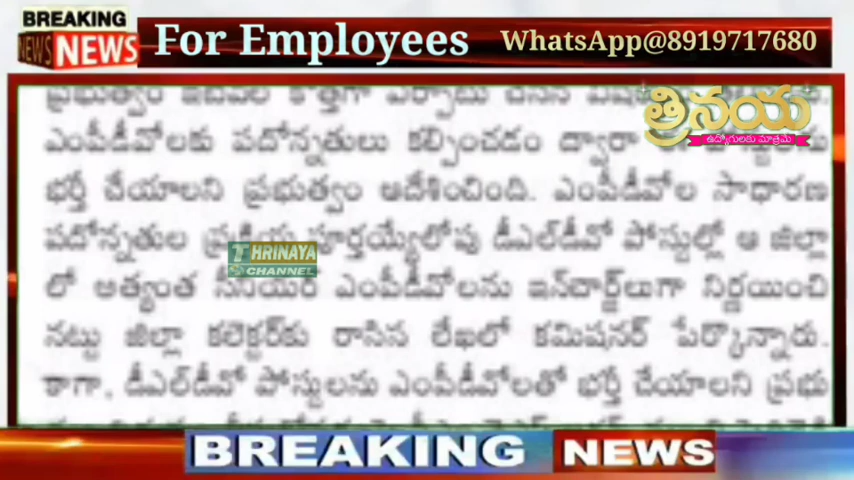 BREAKING
NEWS NEWS
For Employees
WhatsApp@8919717680
త్రినయ
ఉద్యోగులకు మాత్రమే
ఎంపీడీవోలకు పదోన్నతులు కల్పించడం ద్వారా
భర్తీ చేయాలని ప్రభుత్వం ఆదేశించింది. ఎంపీడీవోల సాధారణ
పదోన్నతుల ప్రక్రియ పూర్తయ్యేలోపు డీఎల్‌డీవో పోస్టుల్లో ఆ జిల్లా
THRINAYA
CHANNEL
లో అత్యంత సీనియర్ ఎంపీడీవోలను ఇన్‌చార్జ్‌లుగా నిర్ణయించి
నట్టు జిల్లా కలెక్టర్‌కు రాసిన లేఖలో కమిషనర్ పేర్కొన్నారు.
కాగా, డీఎల్‌డీవో పోస్టులను ఎంపీడీవోలతో భర్తీ చేయాలని ప్రభు
BREAKING NEWS